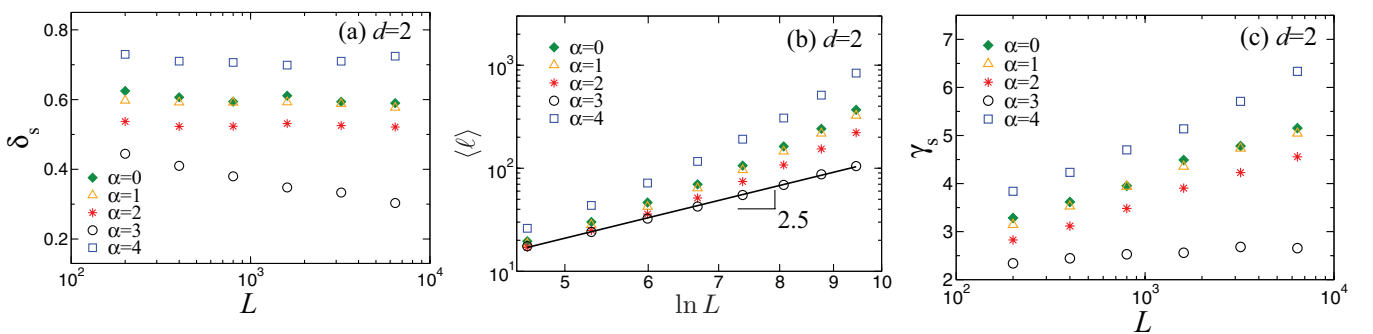 (a) d=2
δs
0.8
0.6
0.4
0.2
α=0
α=1
α=2
α=3
α=4
10²
10³
10⁴
L
(b) d=2
⟨ℓ⟩
10³
10²
10¹
α=0
α=1
α=2
α=3
α=4
2.5
5
6
7
8
9
10
ln L
(c) d=2
γs
7
6
5
4
3
2
α=0
α=1
α=2
α=3
α=4
10²
10³
10⁴
L